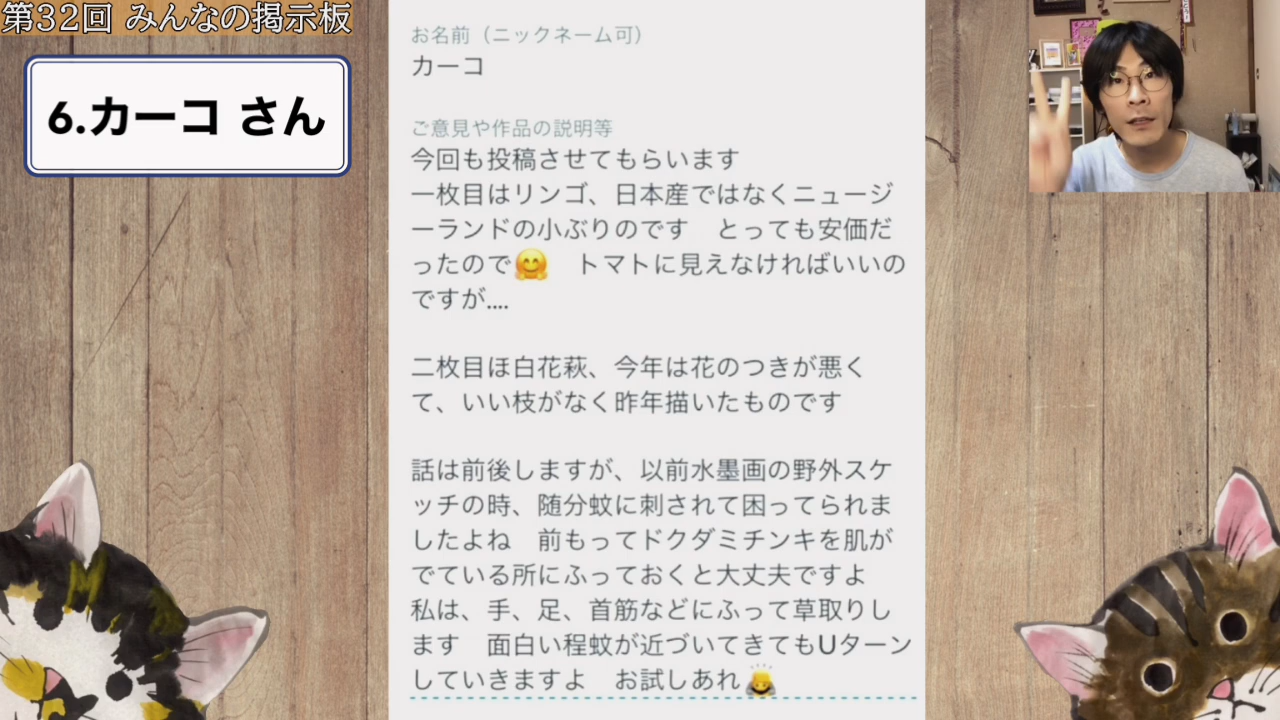 第32回 みんなの掲示板
6.カーコ さん
お名前（ニックネーム可）
カーコ
ご意見や作品の説明等
今回も投稿させてもらいます
一枚目はリンゴ、日本産ではなくニュージ
ーランドの小ぶりのです　とっても安価だ
ったので🤗　トマトに見えなければいいの
ですが....
二枚目ほ白花萩、今年は花のつきが悪く
て、いい枝がなく昨年描いたものです
話は前後しますが、以前水墨画の野外スケ
ッチの時、随分蚊に刺されて困ってられま
したよね　前もってドクダミチンキを肌が
でている所にふっておくと大丈夫ですよ
私は、手、足、首筋などにふって草取りし
ます　面白い程蚊が近づいてきてもUターン
していきますよ　お試しあれ🙇